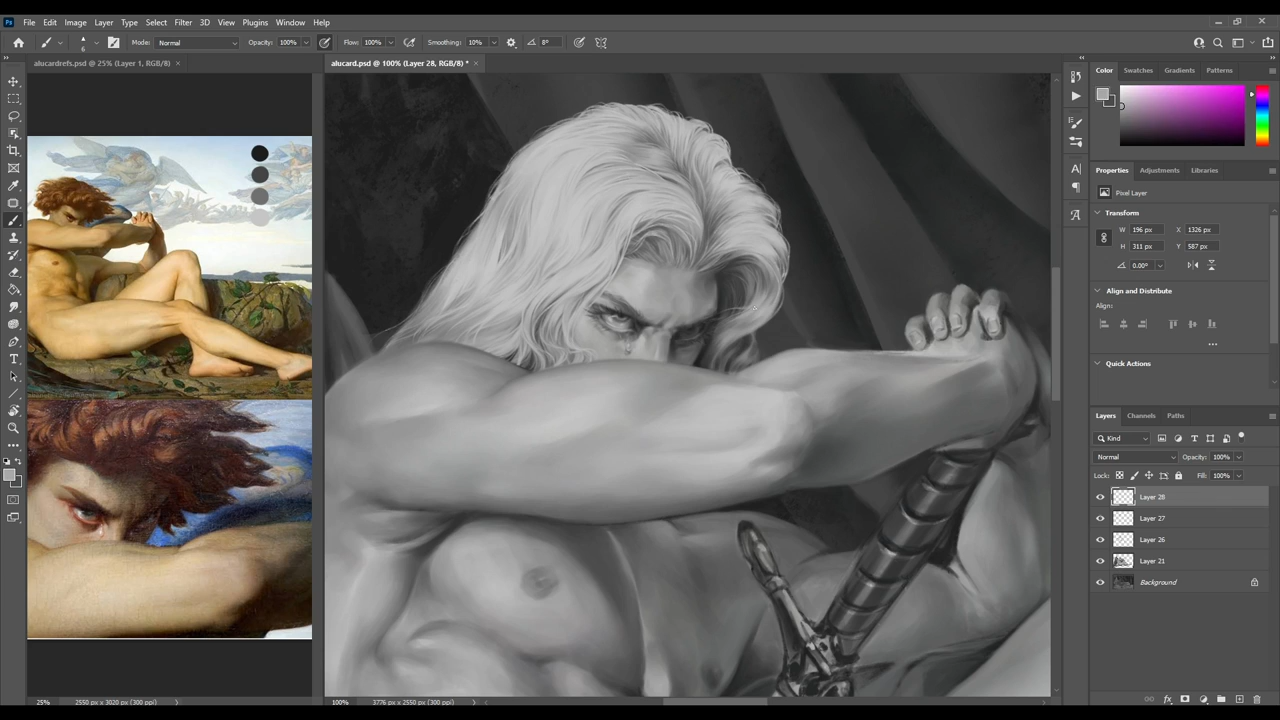 Ps File Edit Image Layer Type Select Filter 3D View Plugins Window Help
6 Mode: Normal Opacity: 100% Flow: 100% Smoothing: 10% 8°
alucardrefs.psd @ 25% (Layer 1, RGB/8) × alucard.psd @ 100% (Layer 28, RGB/8) * ×
Color Swatches Gradients Patterns
Properties Adjustments Libraries
Pixel Layer
Transform
W 196 px X 1326 px
H 311 px Y 587 px
0.00°
Align and Distribute
Align:
Quick Actions
Layers Channels Paths
Kind
Normal Opacity: 100%
Lock: Fill: 100%
Layer 28
Layer 27
Layer 26
Layer 21
Background
25% 2550 px x 3020 px (300 ppi) 100% 3776 px x 2550 px (300 ppi)